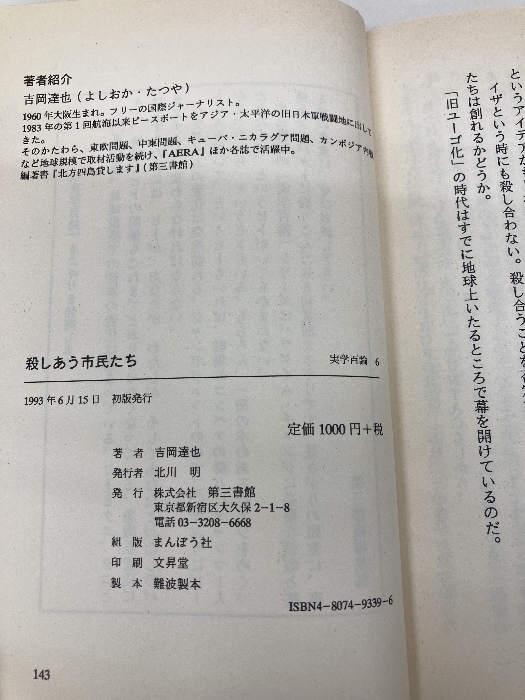 著者紹介
吉岡達也(よしおか・たつや)
1960年大阪生まれ。フリーの国際ジャーナリスト。
1983年の第1回航海以来ピースボートをアジア・太平洋の旧日本軍戦闘地に出して
きた。
そのかたわら、東欧問題、中東問題、キューバ・ニカラグア問題、カンボジア内戦
など地球規模で取材活動を続け、『AERA』ほか各誌で活躍中。
編著書『北方四島貸します』(第三書館)
殺しあう市民たち
実学百論 6
1993年6月15日 初版発行
定価1000円+税
著者 吉岡達也
発行者 北川 明
発行 株式会社 第三書館
東京都新宿区大久保2-1-8
電話03-3208-6668
組版 まんぼう社
印刷 文昇堂
製本 難波製本
ISBN4-8074-9339-6
143
というアイデアが
イザという時にも殺し合わない。殺し合うことを
たちは創れるかどうか。
「旧ユーゴ化」の時代はすでに地球上いたるところで幕を開けているのだ。